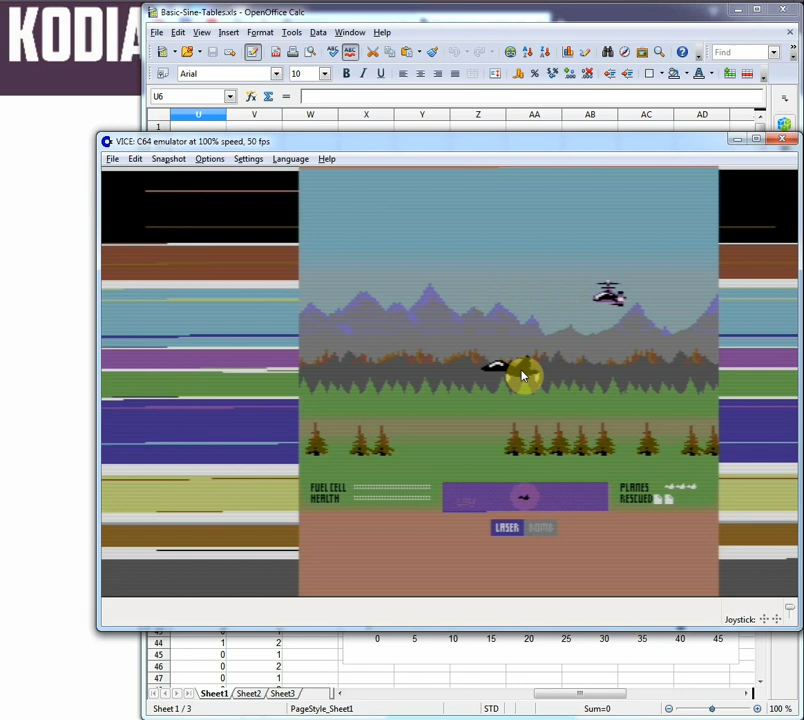 KODIA
Basic-Sine-Tables.xls - OpenOffice Calc
File Edit View Insert Format Tools Data Window Help
Arial 10 Find
U6
U V W X Y Z AA AB AC AD
1
VICE: C64 emulator at 100% speed, 50 fps
File Edit Snapshot Options Settings Language Help
FUEL CELL PLANES
HEALTH RESCUED
LASER BOMB
Joystick:
0 5 10 15 20 25 30 35 40 45
44 1 2
45 0 1
46 0 2
47 0 1
Sheet1 Sheet2 Sheet3
Sheet 1 / 3 PageStyle_Sheet1 STD Sum=0 100 %